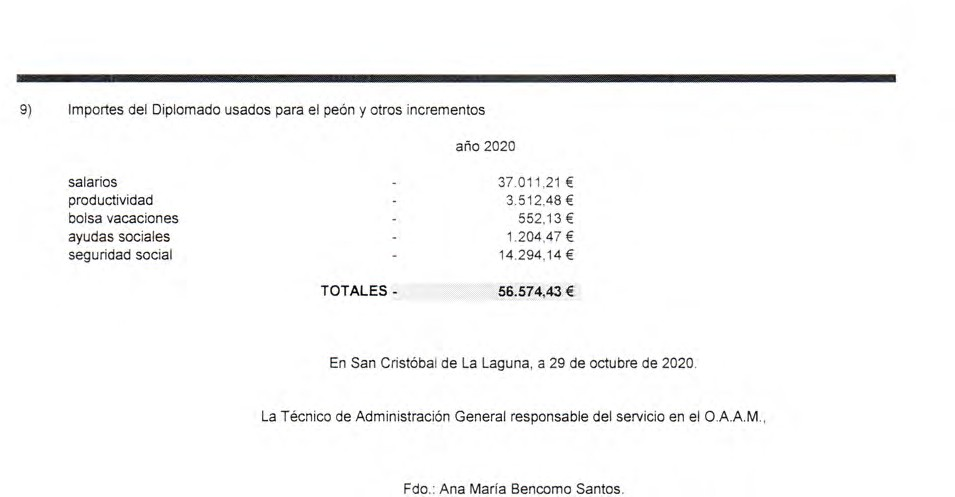 9) Importes del Diplomado usados para el peón y otros incrementos
año 2020
salarios - 37.011,21 €
productividad - 3.512,48 €
bolsa vacaciones - 552,13 €
ayudas sociales - 1.204,47 €
seguridad social - 14.294,14 €
TOTALES - 56.574,43 €
En San Cristóbal de La Laguna, a 29 de octubre de 2020.
La Técnico de Administración General responsable del servicio en el O.A.A.M.,
Fdo.: Ana María Bencomo Santos.